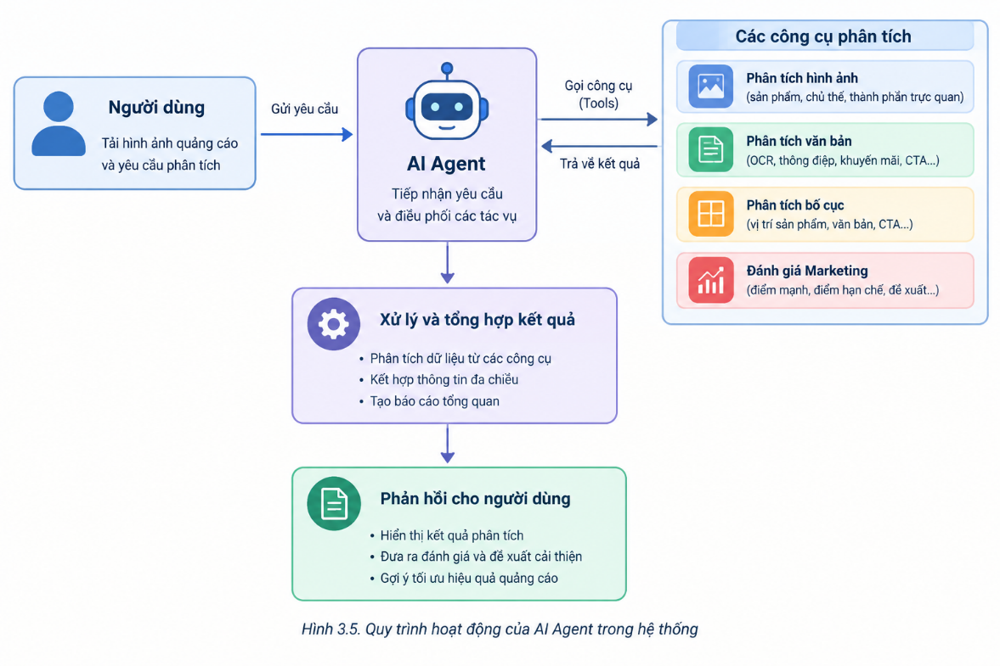 Người dùng
Tải hình ảnh quảng cáo
và yêu cầu phân tích
Gửi yêu cầu
AI Agent
Tiếp nhận yêu cầu
và điều phối các tác vụ
Gọi công cụ
(Tools)
Trả về kết quả
Các công cụ phân tích
Phân tích hình ảnh
(sản phẩm, chủ thể, thành phần trực quan)
Phân tích văn bản
(OCR, thông điệp, khuyến mãi, CTA...)
Phân tích bố cục
(vị trí sản phẩm, văn bản, CTA...)
Đánh giá Marketing
(điểm mạnh, điểm hạn chế, đề xuất...)
Xử lý và tổng hợp kết quả
• Phân tích dữ liệu từ các công cụ
• Kết hợp thông tin đa chiều
• Tạo báo cáo tổng quan
Phản hồi cho người dùng
• Hiển thị kết quả phân tích
• Đưa ra đánh giá và đề xuất cải thiện
• Gợi ý tối ưu hiệu quả quảng cáo
Hình 3.5. Quy trình hoạt động của AI Agent trong hệ thống